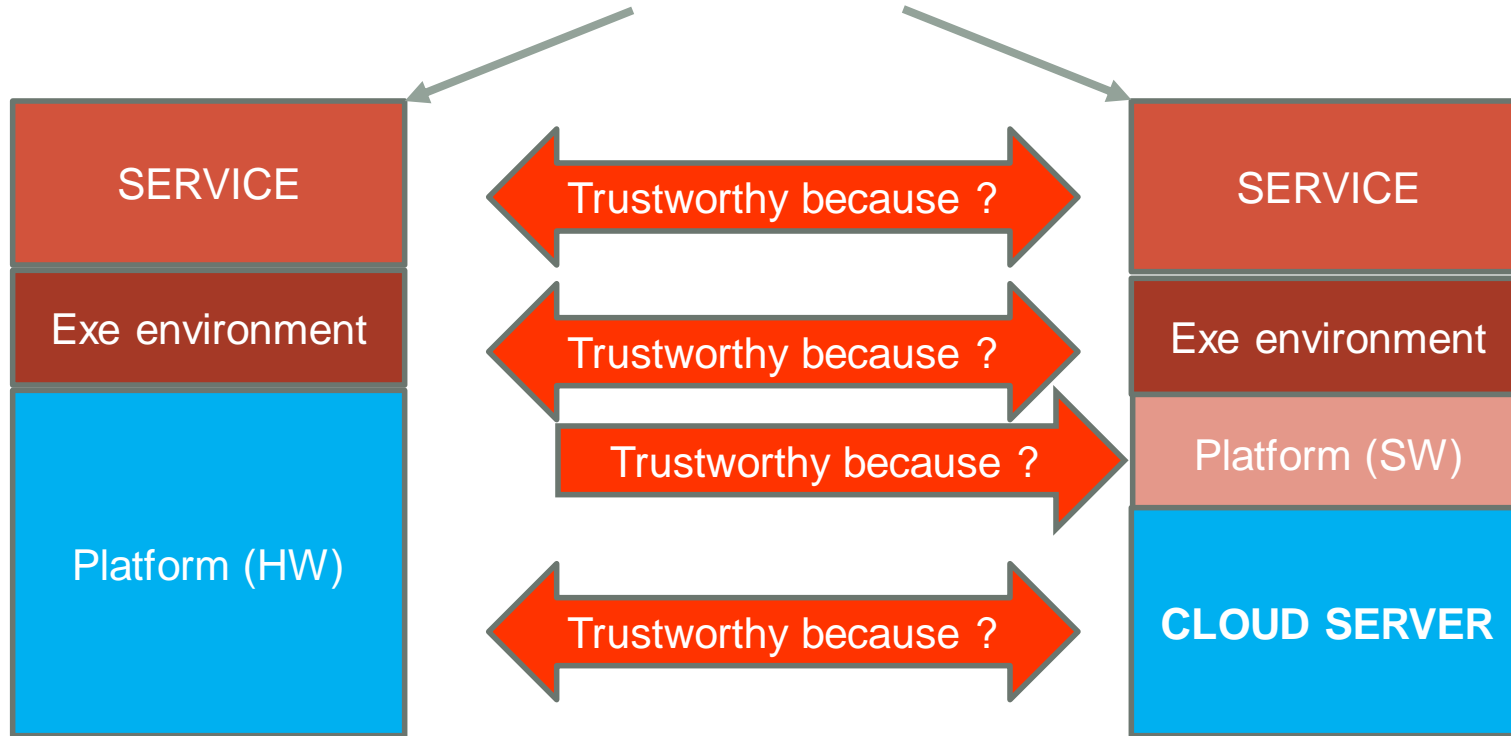 SERVICE
Trustworthy because ?
SERVICE
Exe environment
Trustworthy because ?
Exe environment
Trustworthy because ?
Platform (SW)
Platform (HW)
Trustworthy because ?
CLOUD SERVER